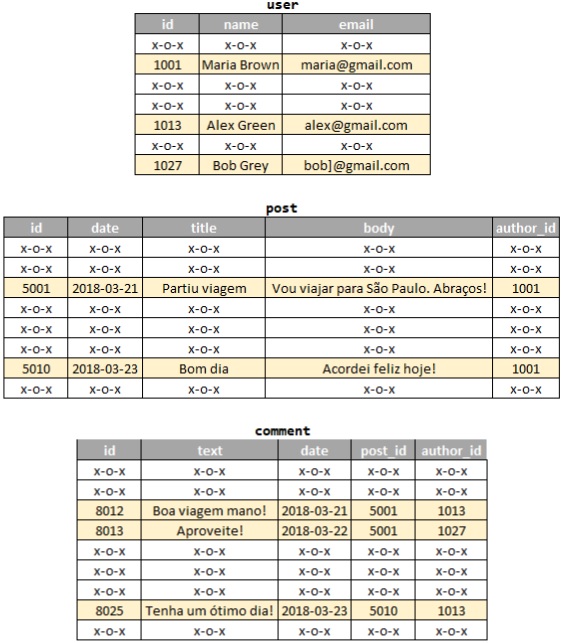 user
id name email
x-o-x x-o-x x-o-x
1001 Maria Brown maria@gmail.com
x-o-x x-o-x x-o-x
x-o-x x-o-x x-o-x
1013 Alex Green alex@gmail.com
x-o-x x-o-x x-o-x
1027 Bob Grey bob]@gmail.com
post
id date title body author_id
x-o-x x-o-x x-o-x x-o-x x-o-x
x-o-x x-o-x x-o-x x-o-x x-o-x
5001 2018-03-21 Partiu viagem Vou viajar para São Paulo. Abraços! 1001
x-o-x x-o-x x-o-x x-o-x x-o-x
x-o-x x-o-x x-o-x x-o-x x-o-x
x-o-x x-o-x x-o-x x-o-x x-o-x
5010 2018-03-23 Bom dia Acordei feliz hoje! 1001
x-o-x x-o-x x-o-x x-o-x x-o-x
comment
id text date post_id author_id
x-o-x x-o-x x-o-x x-o-x x-o-x
x-o-x x-o-x x-o-x x-o-x x-o-x
8012 Boa viagem mano! 2018-03-21 5001 1013
8013 Aproveite! 2018-03-22 5001 1027
x-o-x x-o-x x-o-x x-o-x x-o-x
x-o-x x-o-x x-o-x x-o-x x-o-x
x-o-x x-o-x x-o-x x-o-x x-o-x
8025 Tenha um ótimo dia! 2018-03-23 5010 1013
x-o-x x-o-x x-o-x x-o-x x-o-x